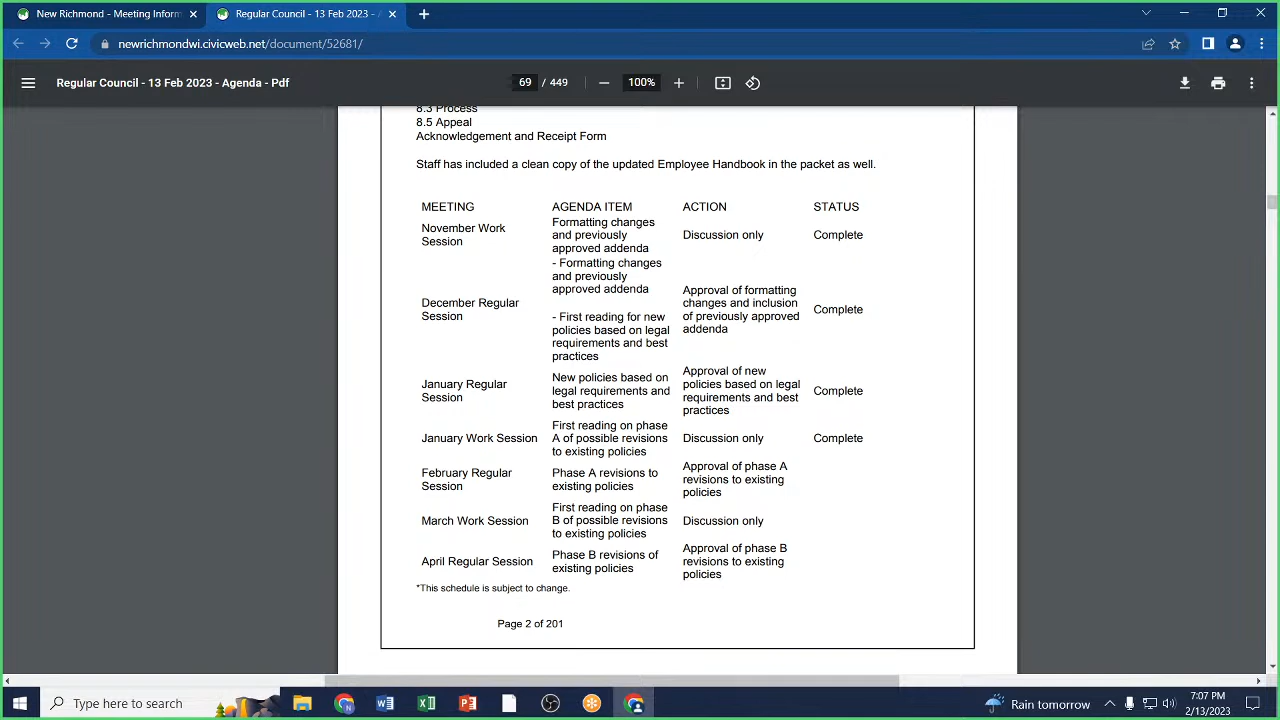 New Richmond - Meeting Inform
Regular Council - 13 Feb 2023 - A
newrichmondwi.civicweb.net/document/52681/
Regular Council - 13 Feb 2023 - Agenda - Pdf
69 / 449
100%
8.3 Process
8.5 Appeal
Acknowledgement and Receipt Form
Staff has included a clean copy of the updated Employee Handbook in the packet as well.
MEETING AGENDA ITEM ACTION STATUS
November Work
Session
Formatting changes
and previously
approved addenda
Discussion only
Complete
December Regular
Session
- Formatting changes
and previously
approved addenda
- First reading for new
policies based on legal
requirements and best
practices
Approval of formatting
changes and inclusion
of previously approved
addenda
Complete
January Regular
Session
New policies based on
legal requirements and
best practices
Approval of new
policies based on legal
requirements and best
practices
Complete
January Work Session
First reading on phase
A of possible revisions
to existing policies
Discussion only
Complete
February Regular
Session
Phase A revisions to
existing policies
Approval of phase A
revisions to existing
policies
March Work Session
First reading on phase
B of possible revisions
to existing policies
Discussion only
April Regular Session
Phase B revisions of
existing policies
Approval of phase B
revisions to existing
policies
*This schedule is subject to change.
Page 2 of 201
Type here to search
Rain tomorrow
7:07 PM
2/13/2023